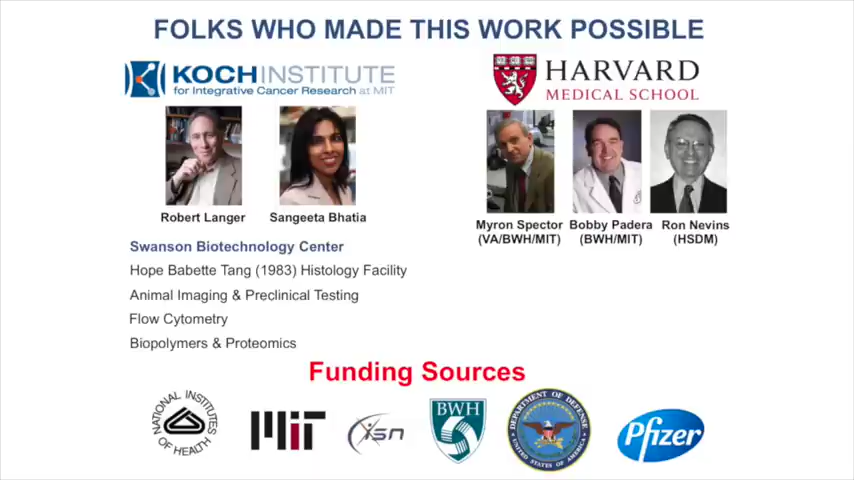 FOLKS WHO MADE THIS WORK POSSIBLE
KOCH INSTITUTE
for Integrative Cancer Research at MIT
HARVARD
MEDICAL SCHOOL
Robert Langer
Sangeeta Bhatia
Myron Spector
(VA/BWH/MIT)
Bobby Padera
(BWH/MIT)
Ron Nevins
(HSDM)
Swanson Biotechnology Center
Hope Babette Tang (1983) Histology Facility
Animal Imaging & Preclinical Testing
Flow Cytometry
Biopolymers & Proteomics
Funding Sources
NATIONAL INSTITUTES
OF HEALTH
MIT
isn
BWH
DEPARTMENT OF DEFENSE
UNITED STATES OF AMERICA
Pfizer